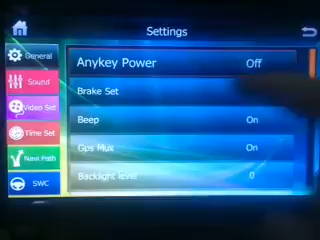 Settings
General
Sound
Video Set
Time Set
Navi Path
SWC
Anykey Power Off
Brake Set
Beep On
Gps Mux On
Backlight level 0